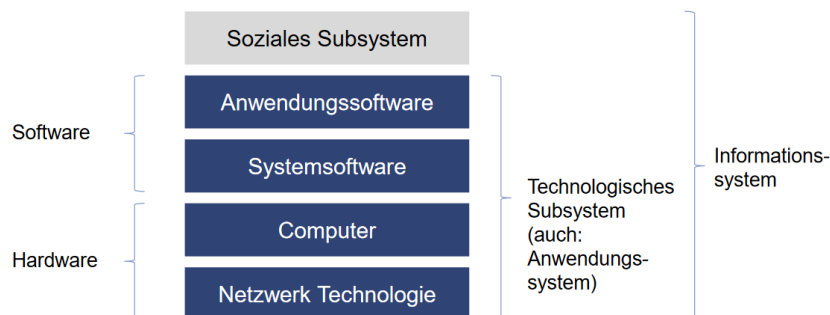 Soziales Subsystem
Anwendungssoftware
Software
Systemsoftware
Informations-
system
Technologisches
Subsystem
(auch:
Anwendungs-
system)
Computer
Hardware
Netzwerk Technologie